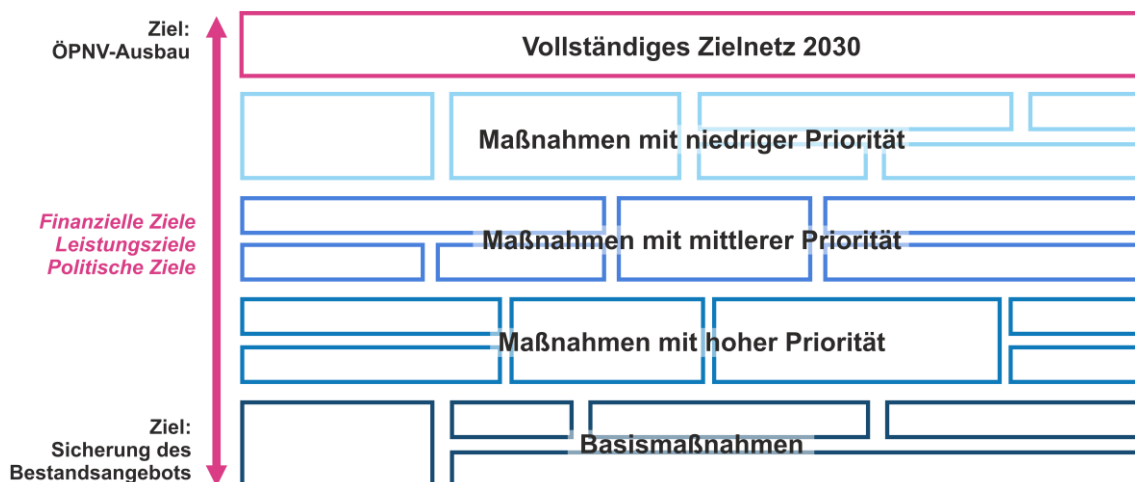 Ziel:
ÖPNV-Ausbau
Vollständiges Zielnetz 2030
Maßnahmen mit niedriger Priorität
Finanzielle Ziele
Leistungsziele
Politische Ziele
Maßnahmen mit mittlerer Priorität
Maßnahmen mit hoher Priorität
Ziel:
Sicherung des
Bestandsangebots
Basismaßnahmen